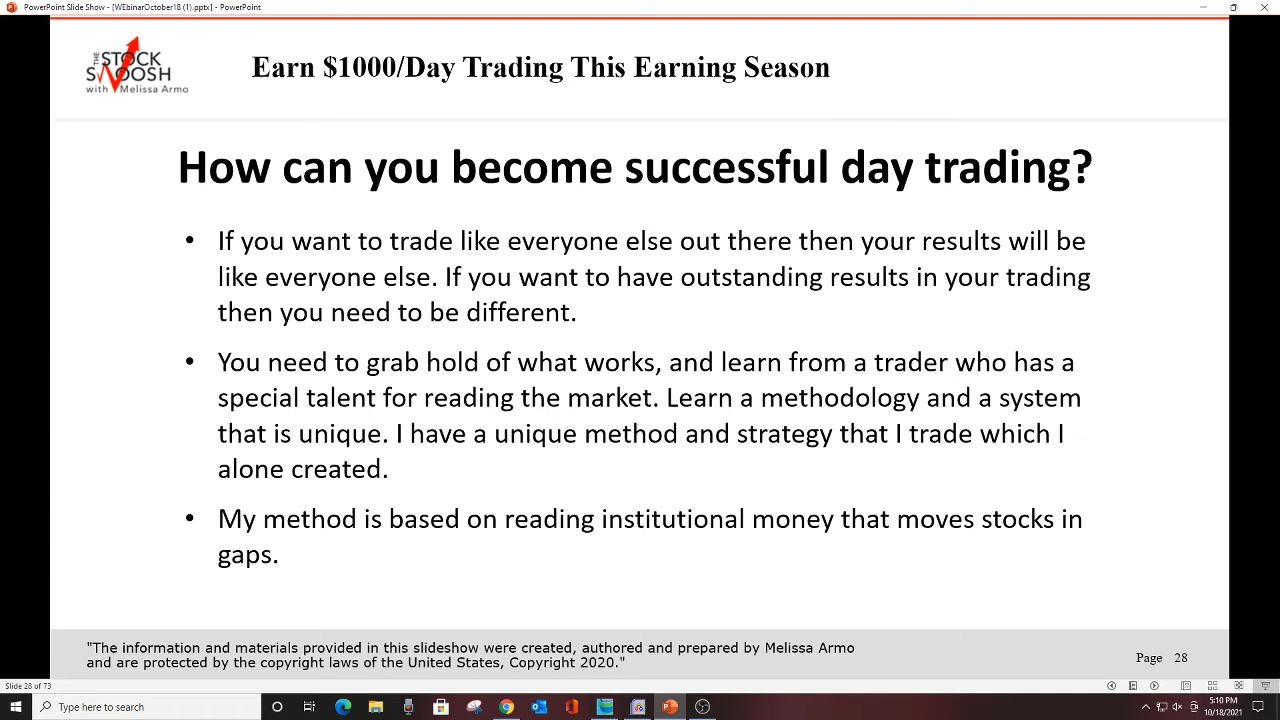 PowerPoint Slide Show - [WEbinarOctober18 (1).pptx] - PowerPoint
THE
STOCK
SWOOSH
with Melissa Armo
Earn $1000/Day Trading This Earning Season
How can you become successful day trading?
• If you want to trade like everyone else out there then your results will be
like everyone else. If you want to have outstanding results in your trading
then you need to be different.
• You need to grab hold of what works, and learn from a trader who has a
special talent for reading the market. Learn a methodology and a system
that is unique. I have a unique method and strategy that I trade which I
alone created.
• My method is based on reading institutional money that moves stocks in
gaps.
"The information and materials provided in this slideshow were created, authored and prepared by Melissa Armo
and are protected by the copyright laws of the United States, Copyright 2020."
Page 28
Slide 28 of 73
Type here to search
5:10 PM
10/18/2021